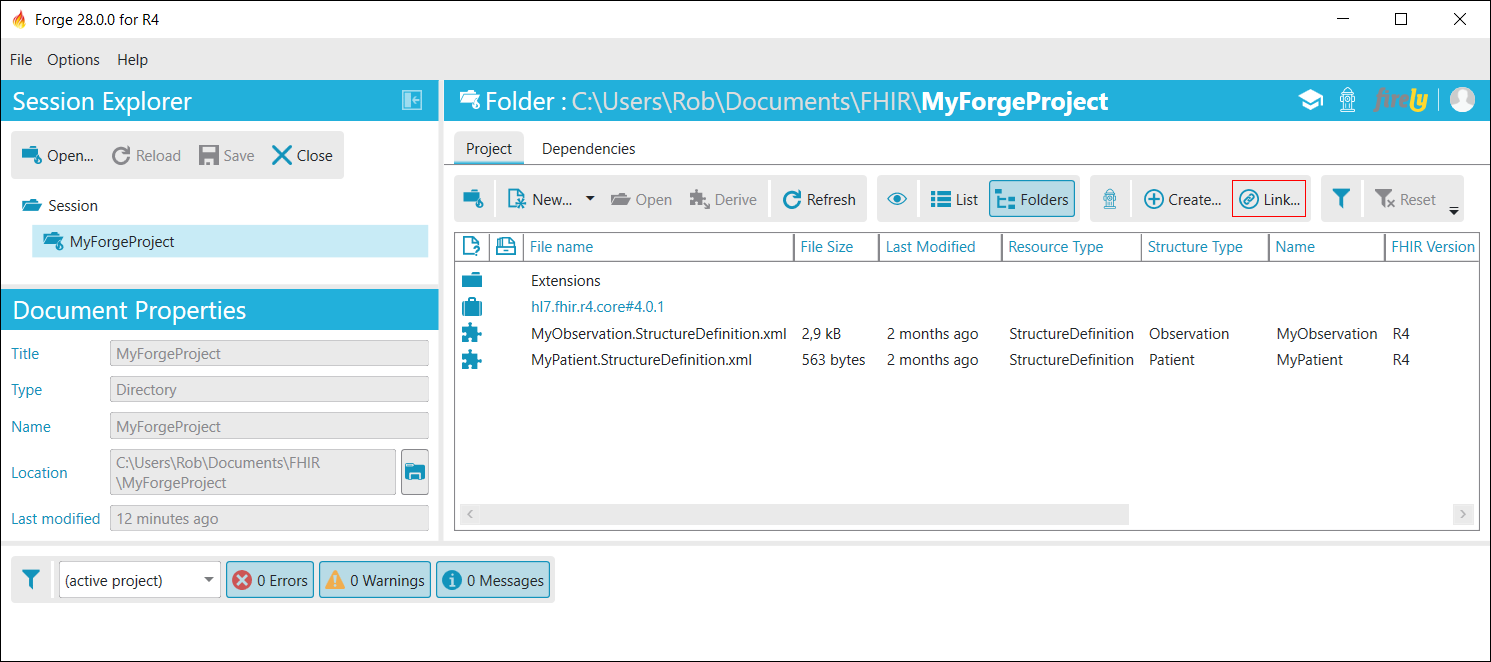 Forge 28.0.0 for R4
File Options Help
Session Explorer
Open... Reload Save Close
Session
MyForgeProject
Document Properties
Title MyForgeProject
Type Directory
Name MyForgeProject
Location C:\Users\Rob\Documents\FHIR
\MyForgeProject
Last modified 12 minutes ago
Folder : C:\Users\Rob\Documents\FHIR\MyForgeProject
firely
Project Dependencies
New... Open Derive Refresh List Folders Create... Link... Reset
File name File Size Last Modified Resource Type Structure Type Name FHIR Version
Extensions
hl7.fhir.r4.core#4.0.1
MyObservation.StructureDefinition.xml 2,9 kB 2 months ago StructureDefinition Observation MyObservation R4
MyPatient.StructureDefinition.xml 563 bytes 2 months ago StructureDefinition Patient MyPatient R4
(active project) 0 Errors 0 Warnings 0 Messages